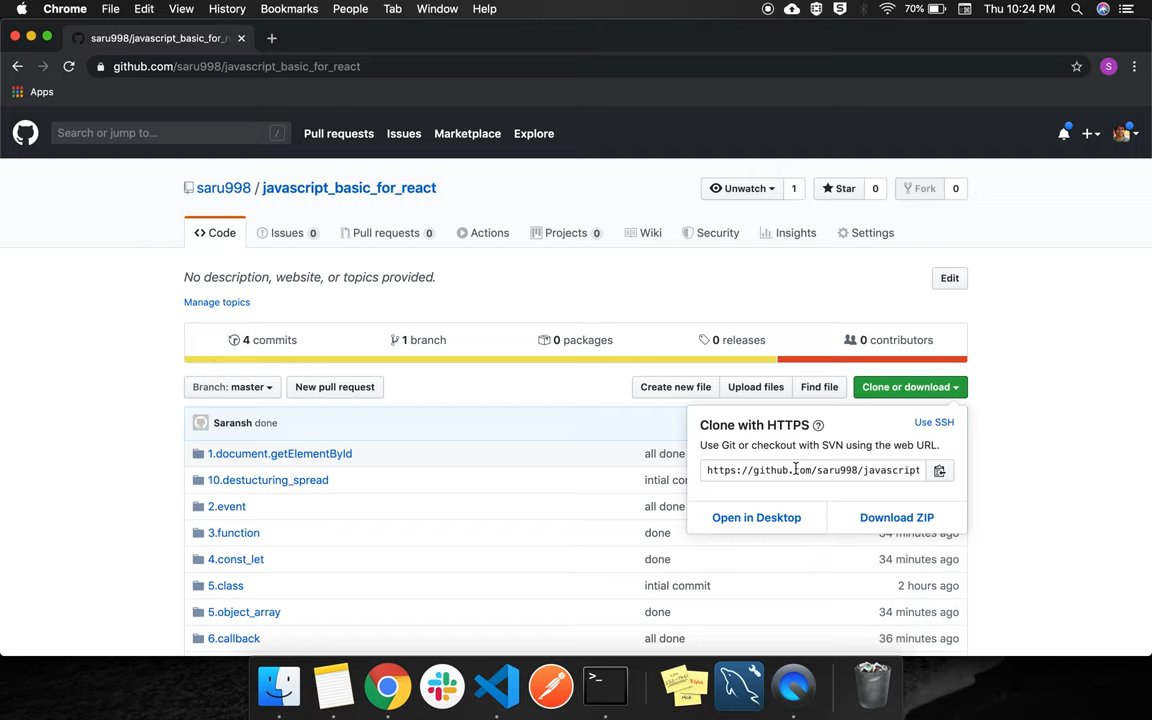 Chrome File Edit View History Bookmarks People Tab Window Help 70% Thu 10:24 PM
saru998/javascript_basic_for_r
github.com/saru998/javascript_basic_for_react S
Apps
Search or jump to... / Pull requests Issues Marketplace Explore
saru998 / javascript_basic_for_react Unwatch 1 Star 0 Fork 0
Code Issues 0 Pull requests 0 Actions Projects 0 Wiki Security Insights Settings
No description, website, or topics provided. Edit
Manage topics
4 commits 1 branch 0 packages 0 releases 0 contributors
Branch: master New pull request Create new file Upload files Find file Clone or download
Saransh done
Clone with HTTPS Use SSH
Use Git or checkout with SVN using the web URL.
https://github.com/saru998/javascript
Open in Desktop Download ZIP
1.document.getElementById all done
10.destucturing_spread intial
2.event all done
3.function done 34 minutes ago
4.const_let done 34 minutes ago
5.class intial commit 2 hours ago
5.object_array done 34 minutes ago
6.callback all done 36 minutes ago